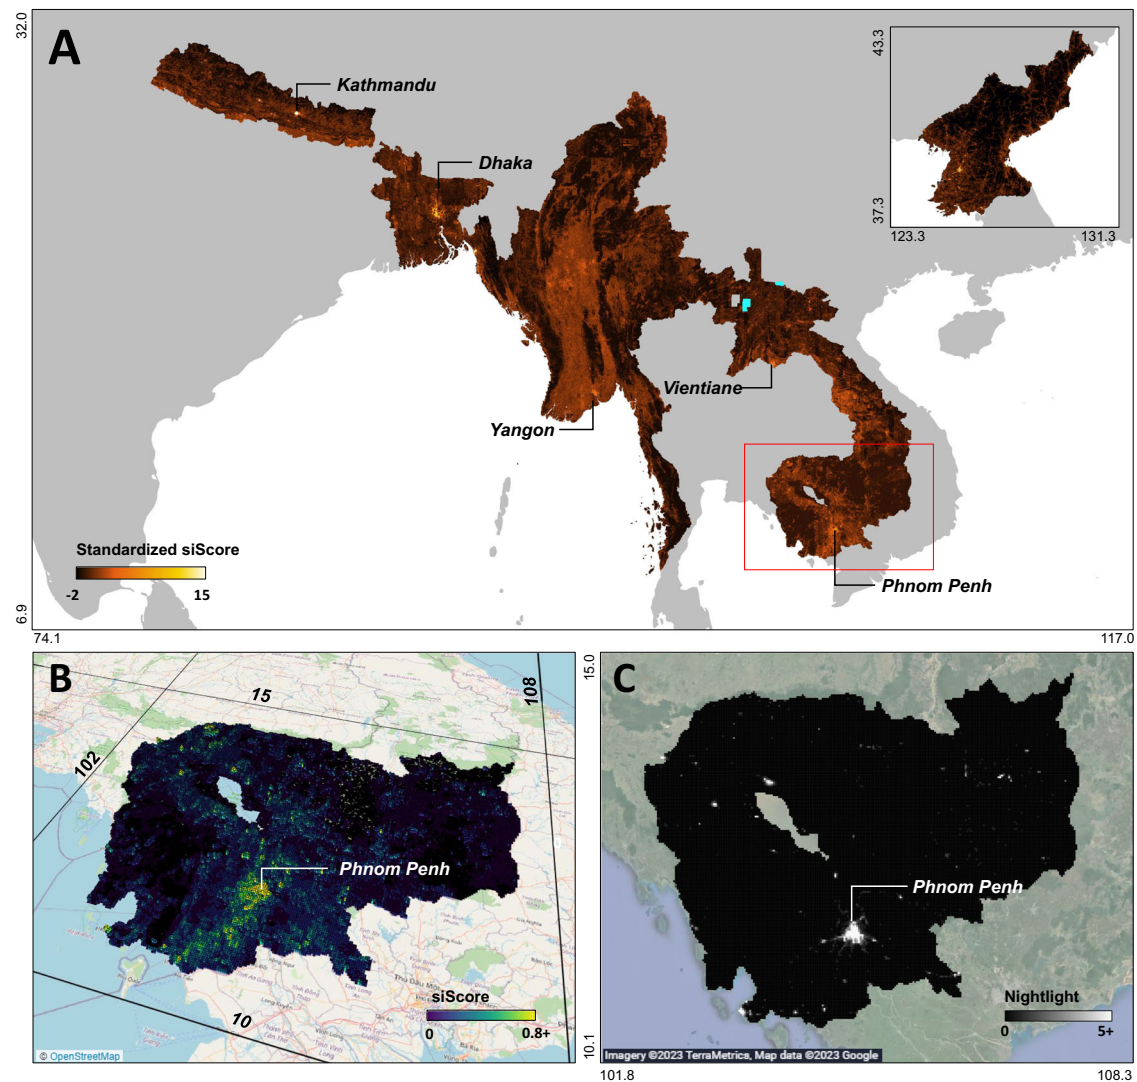 32.0
A
Kathmandu
Dhaka
43.3
37.3
123.3
131.3
Vientiane
Yangon
Standardized siScore
-2
15
Phnom Penh
6.9
74.1
117.0
B
15
108
102
Phnom Penh
siScore
0
0.8+
10
© OpenStreetMap
15.0
C
Phnom Penh
Nightlight
0
5+
Imagery ©2023 TerraMetrics, Map data ©2023 Google
10.1
101.8
108.3